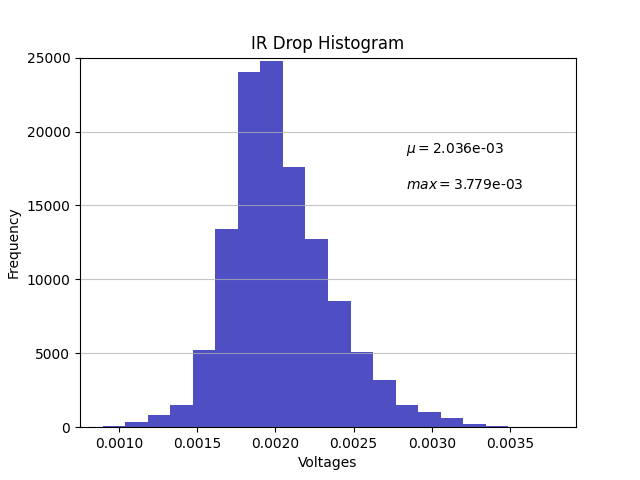 IR Drop Histogram
25000
20000
15000
10000
5000
0
Frequency
μ = 2.036e-03
max = 3.779e-03
0.0010 0.0015 0.0020 0.0025 0.0030 0.0035
Voltages